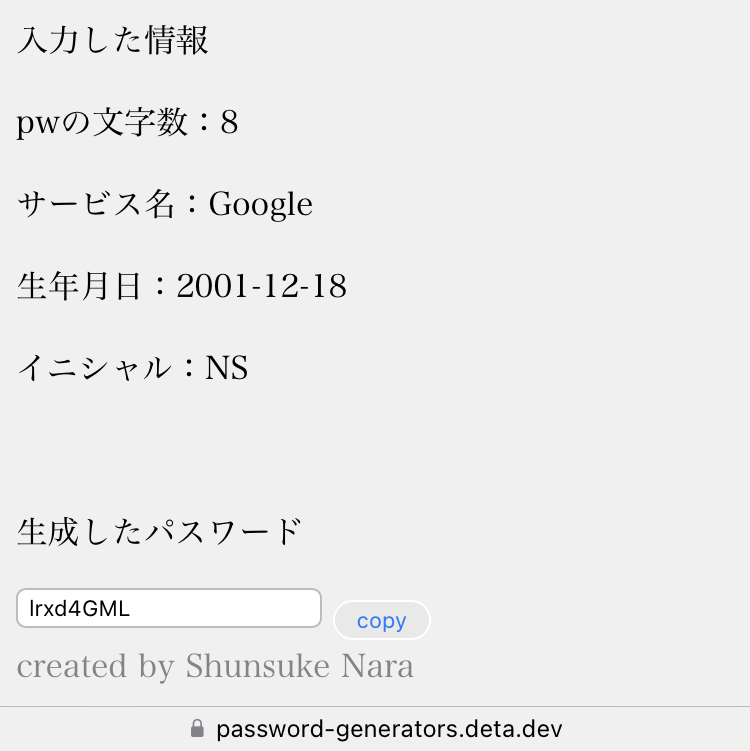 入力した情報
pwの文字数：8
サービス名：Google
生年月日：2001-12-18
イニシャル：NS
生成したパスワード
lrxd4GML
copy
created by Shunsuke Nara
password-generators.deta.dev